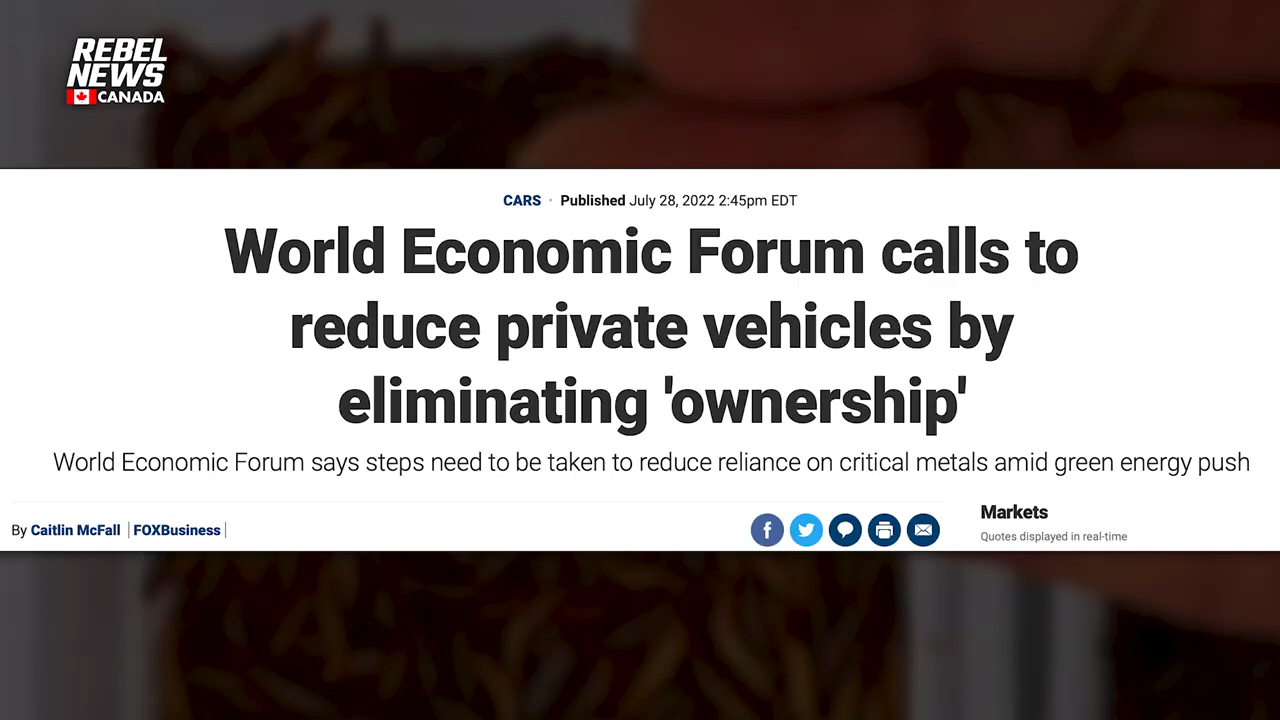 REBEL
NEWS
CANADA
CARS · Published July 28, 2022 2:45pm EDT
World Economic Forum calls to
reduce private vehicles by
eliminating 'ownership'
World Economic Forum says steps need to be taken to reduce reliance on critical metals amid green energy push
By Caitlin McFall | FOXBusiness |
Markets
Quotes displayed in real-time